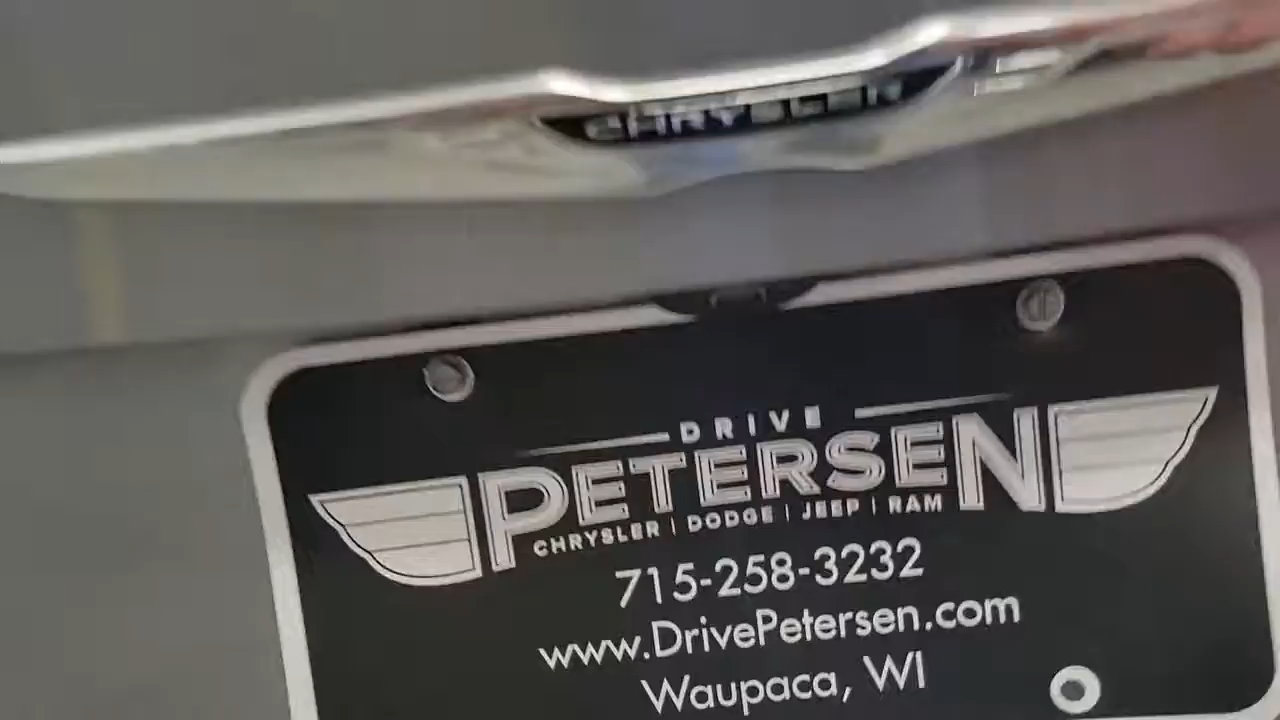 CHRYSLER
DRIVE
PETERSEN
CHRYSLER | DODGE | JEEP | RAM
715-258-3232
www.DrivePetersen.com
Waupaca, WI